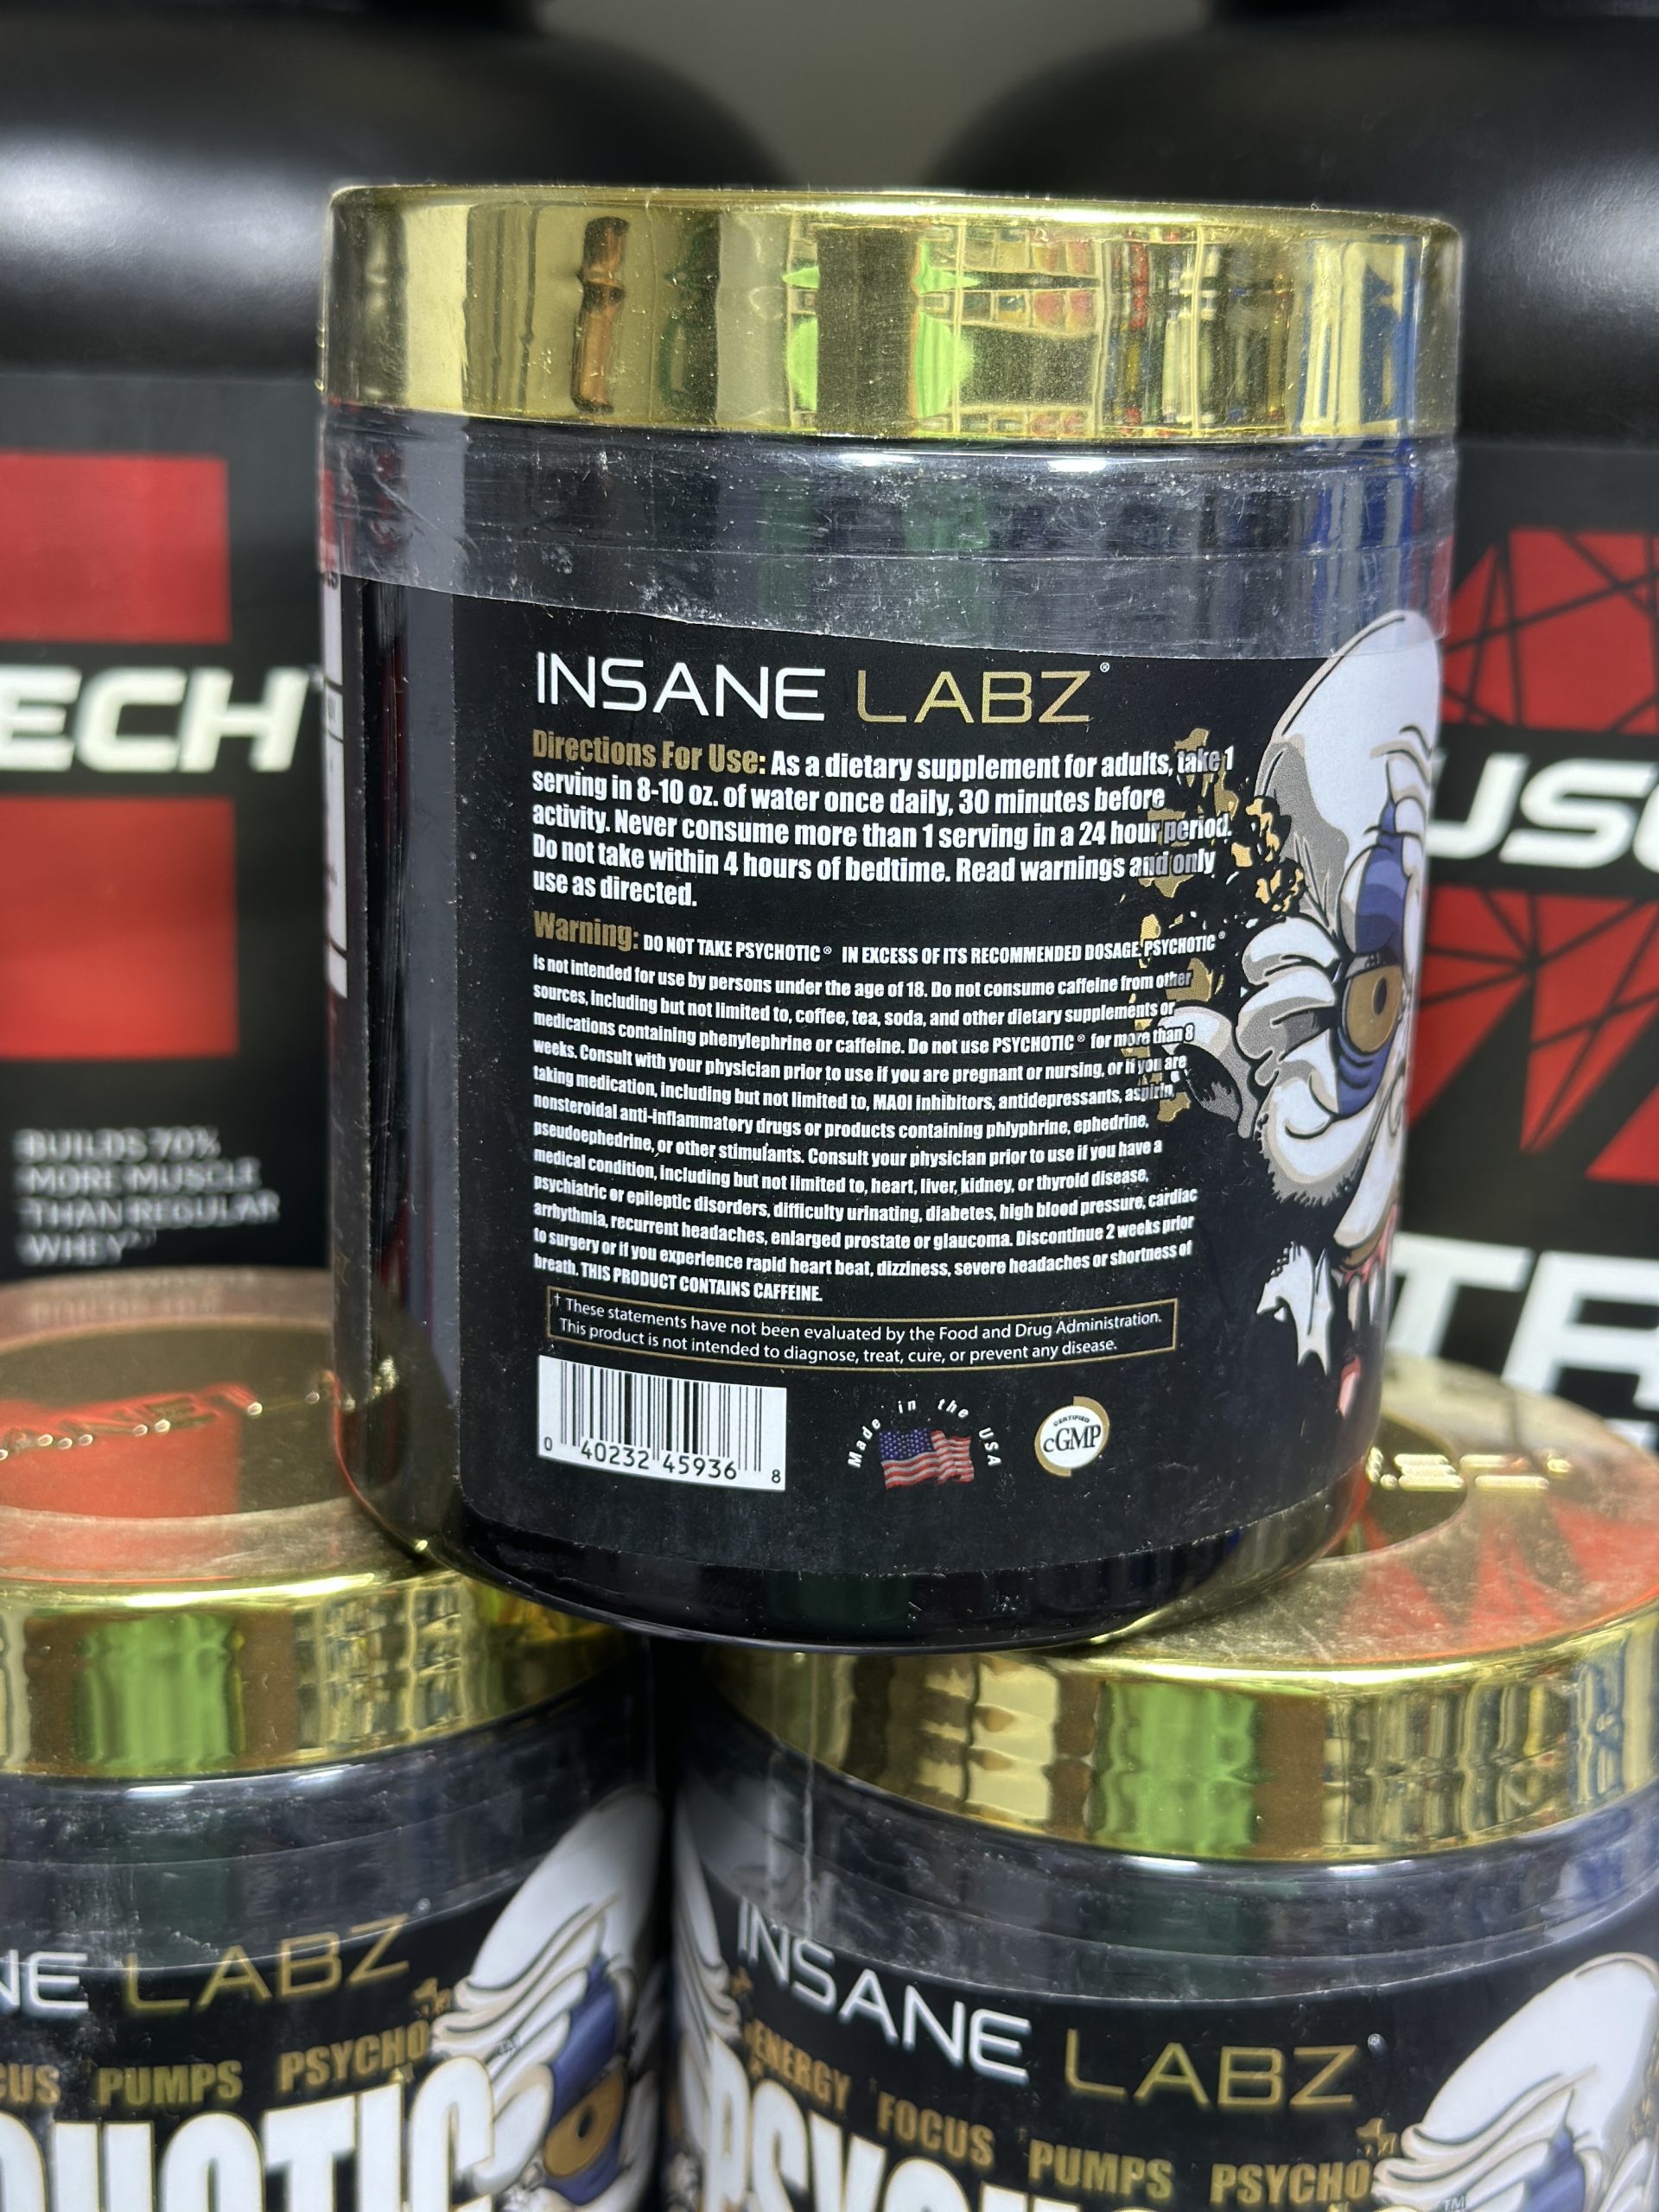 INSANE LABZ®
Directions For Use: As a dietary supplement for adults, take 1
serving in 8-10 oz. of water once daily, 30 minutes before
activity. Never consume more than 1 serving in a 24 hour period.
Do not take within 4 hours of bedtime. Read warnings and only
use as directed.
Warning: DO NOT TAKE PSYCHOTIC® IN EXCESS OF ITS RECOMMENDED DOSAGE. PSYCHOTIC®
is not intended for use by persons under the age of 18. Do not consume caffeine from other
sources, including but not limited to, coffee, tea, soda, and other dietary supplements or
medications containing phenylephrine or caffeine. Do not use PSYCHOTIC® for more than 8
weeks. Consult with your physician prior to use if you are pregnant or nursing, or if you are
taking medication, including but not limited to, MAOI inhibitors, antidepressants, aspirin,
nonsteroidal anti-inflammatory drugs or products containing phlyphrine, ephedrine,
pseudoephedrine, or other stimulants. Consult your physician prior to use if you have a
medical condition, including but not limited to, heart, liver, kidney, or thyroid disease,
psychiatric or epileptic disorders, difficulty urinating, diabetes, high blood pressure, cardiac
arrhythmia, recurrent headaches, enlarged prostate or glaucoma. Discontinue 2 weeks prior
to surgery or if you experience rapid heart beat, dizziness, severe headaches or shortness of
breath. THIS PRODUCT CONTAINS CAFFEINE.
† These statements have not been evaluated by the Food and Drug Administration.
This product is not intended to diagnose, treat, cure, or prevent any disease.
0 40232 45936 8
Made in the USA
CERTIFIED
cGMP
ECH
BUILDS 70%
MORE MUSCLE
THAN REGULAR
WHEY
USC
TR
NE LABZ®
CUS PUMPS PSYCHO
HOTIC
INSANE LABZ®
ENERGY FOCUS PUMPS PSYCHO
PSYCHO